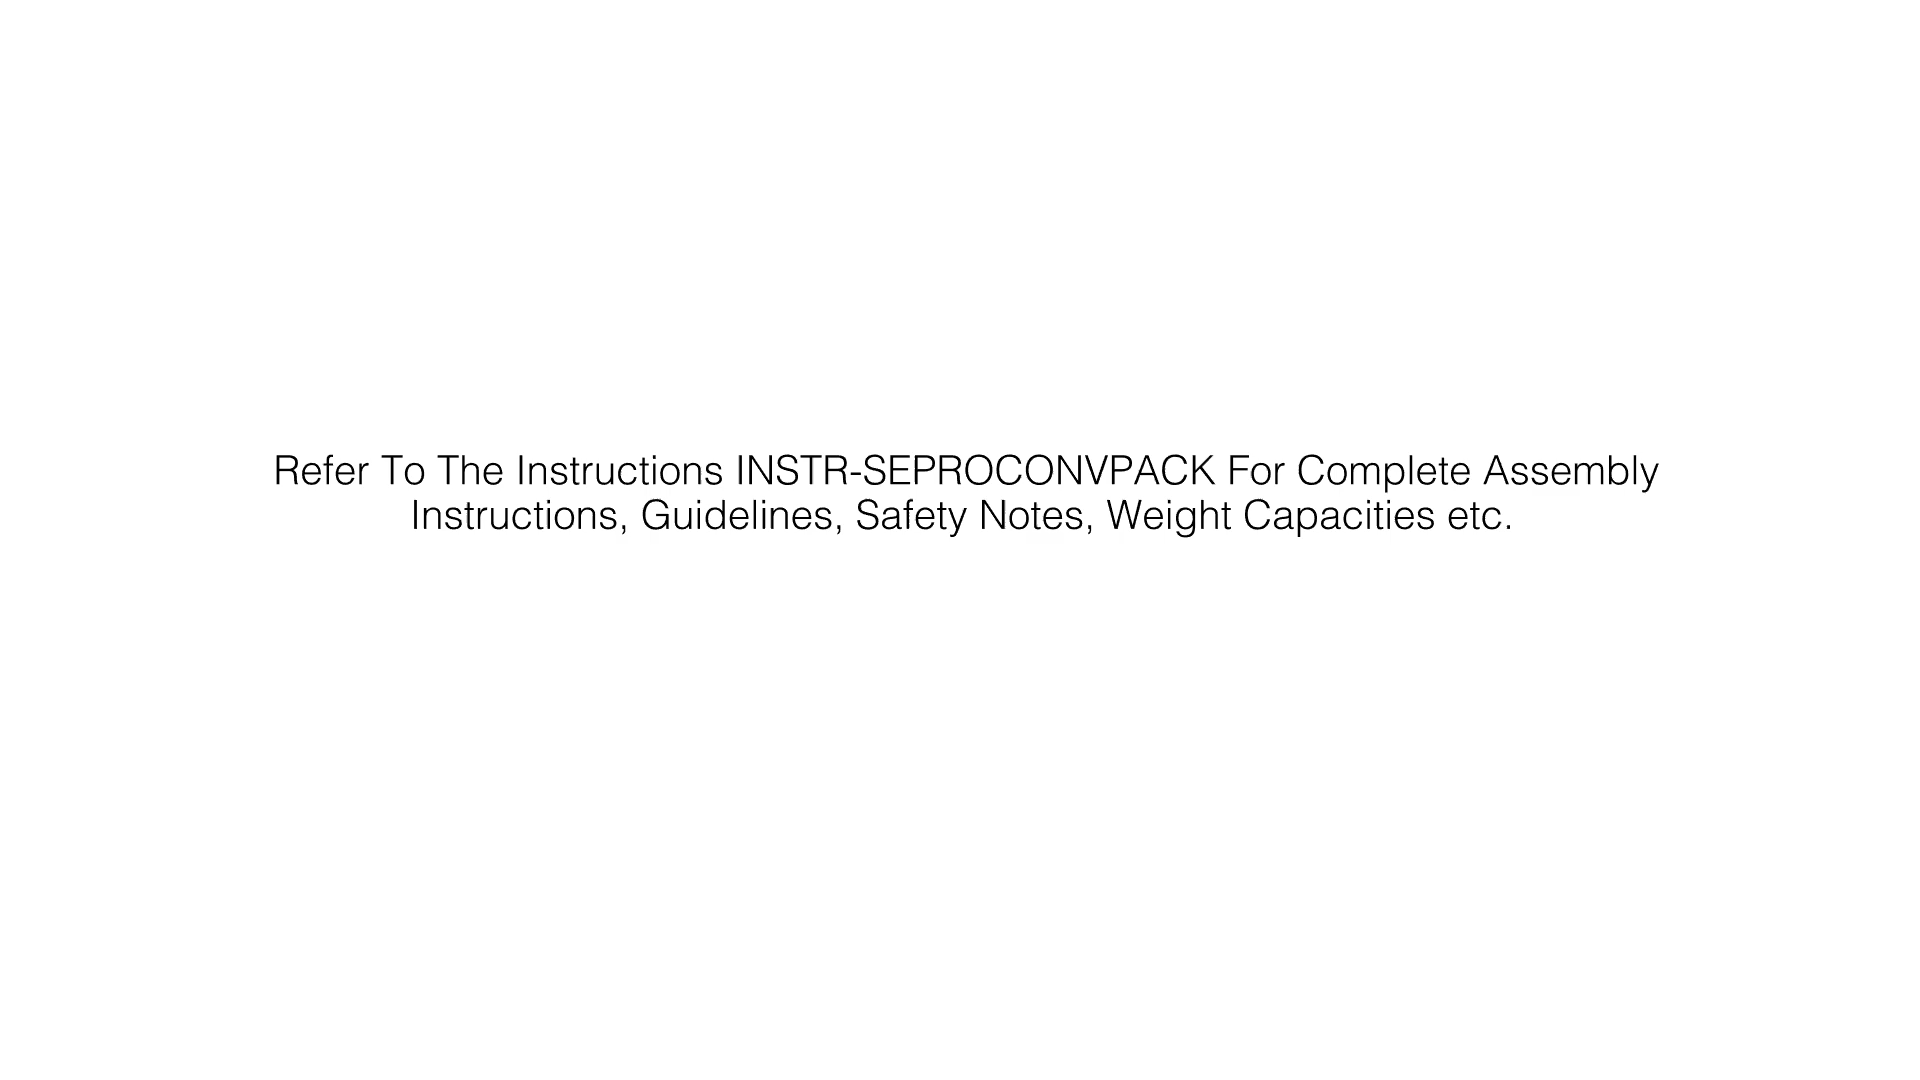 Refer To The Instructions INSTR-SEPROCONVPACK For Complete Assembly
Instructions, Guidelines, Safety Notes, Weight Capacities etc.